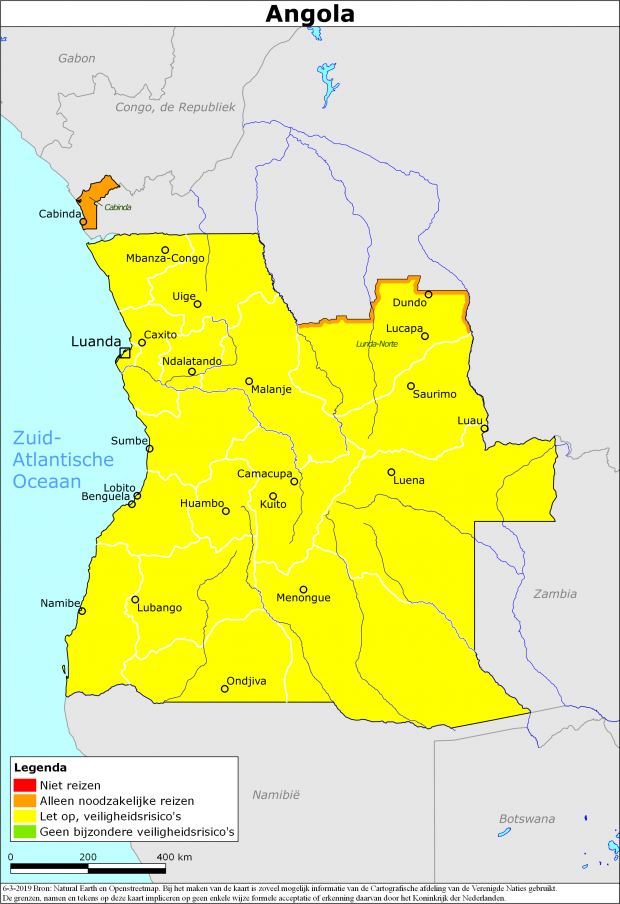 Angola
Gabon
Congo, de Republiek
Cabinda
Cabinda
Mbanza-Congo
Uige
Dundo
Luanda
Caxito
Lucapa
Lunda-Norte
Ndalatando
Malanje
Saurimo
Luau
Zuid-
Atlantische
Oceaan
Sumbe
Camacupa
Luena
Lobito
Benguela
Huambo
Kuito
Menongue
Zambia
Namibe
Lubango
Ondjiva
Legenda
Niet reizen
Alleen noodzakelijke reizen
Let op, veiligheidsrisico's
Geen bijzondere veiligheidsrisico's
Namibië
Botswana
0 200 400 km
6-3-2019 Bron: Natural Earth en Openstreetmap. Bij het maken van de kaart is zoveel mogelijk informatie van de Cartografische afdeling van de Verenigde Naties gebruikt.
De grenzen, namen en tekens op deze kaart impliceren op geen enkele wijze formele acceptatie of erkenning daarvan door het Koninkrijk der Nederlanden.